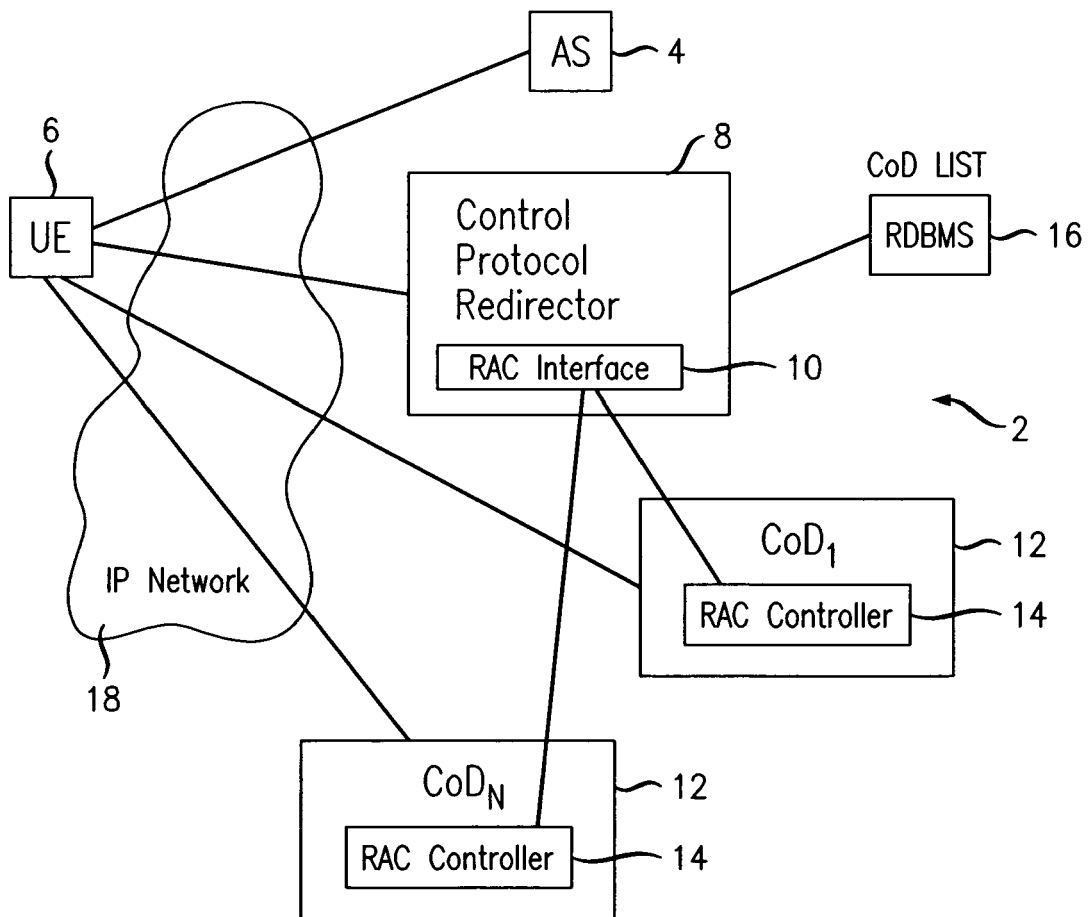 AS
4
6
8
CoD LIST
UE
Control
Protocol
Redirector
RDBMS
16
RAC Interface
10
2
CoD1
12
IP Network
RAC Controller
14
18
CoDN
12
RAC Controller
14